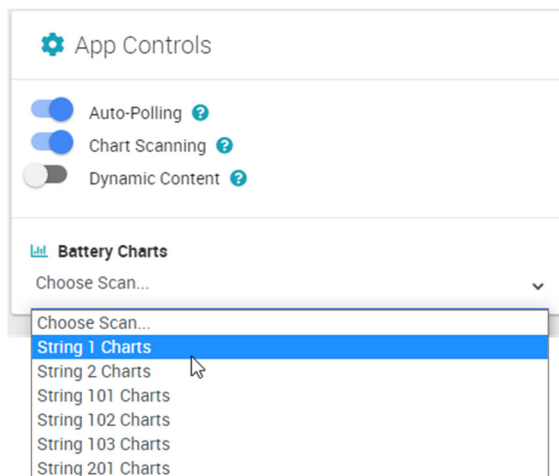 App Controls
Auto-Polling ?
Chart Scanning ?
Dynamic Content ?
Battery Charts
Choose Scan...
Choose Scan...
String 1 Charts
String 2 Charts
String 101 Charts
String 102 Charts
String 103 Charts
String 201 Charts